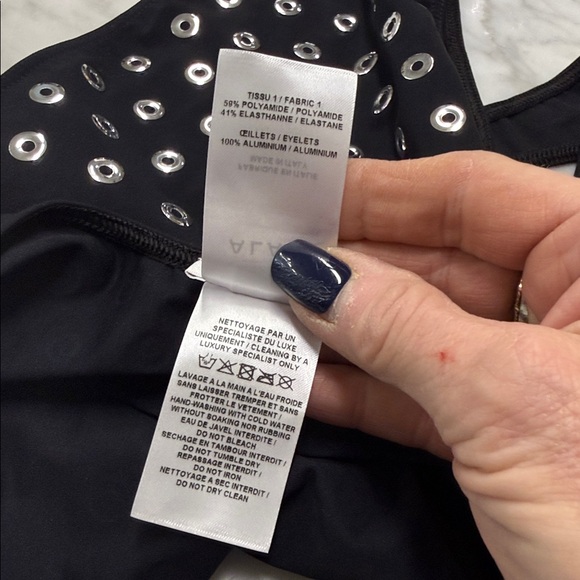 TISSU 1 / FABRIC 1
59% POLYAMIDE / POLYAMIDE
41% ELASTHANNE / ELASTANE
ŒILLETS / EYELETS
100% ALUMINIUM / ALUMINIUM
NETTOYAGE PAR UN
SPÉCIALISTE DU LUXE
UNIQUEMENT / CLEANING BY A
LUXURY SPECIALIST ONLY
LAVAGE A LA MAIN A L'EAU FROIDE
SANS LAISSER TREMPER ET SANS
FROTTER LE VETEMENT /
HAND-WASHING WITH COLD WATER
WITHOUT SOAKING NOR RUBBING
EAU DE JAVEL INTERDITE /
DO NOT BLEACH
SECHAGE EN TAMBOUR INTERDIT /
DO NOT TUMBLE DRY
REPASSAGE INTERDIT /
DO NOT IRON
NETTOYAGE A SEC INTERDIT /
DO NOT DRY CLEAN